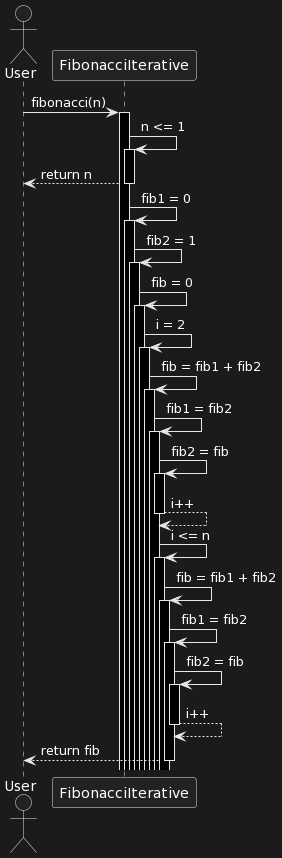 User
FibonacciIterative
fibonacci(n)
n <= 1
return n
fib1 = 0
fib2 = 1
fib = 0
i = 2
fib = fib1 + fib2
fib1 = fib2
fib2 = fib
i++
i <= n
fib = fib1 + fib2
fib1 = fib2
fib2 = fib
i++
return fib
User
FibonacciIterative